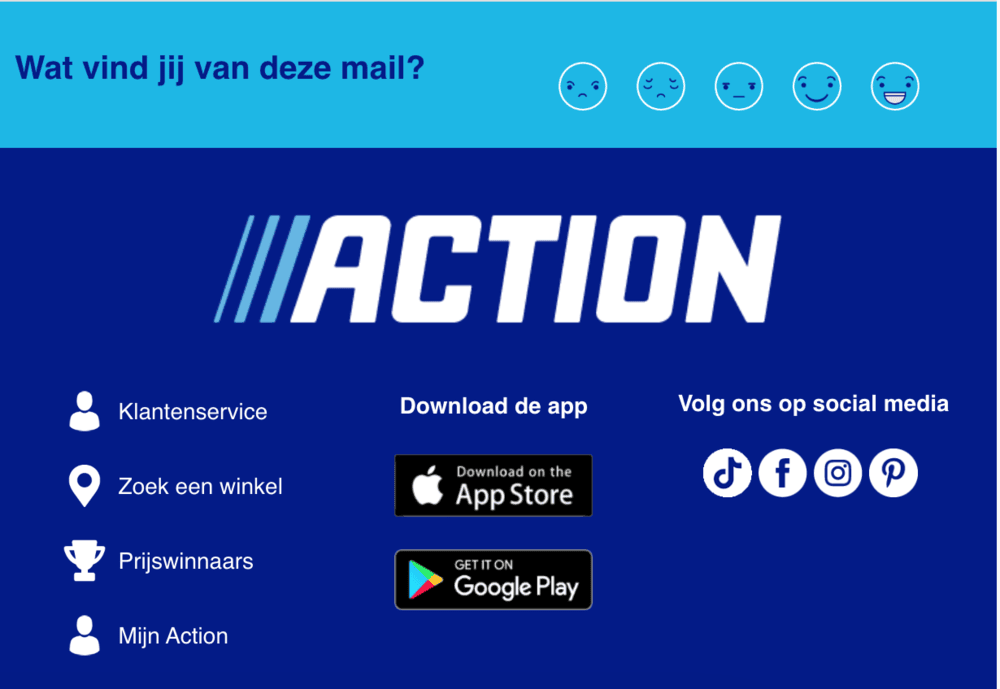 Wat vind jij van deze mail?
ACTION
Klantenservice
Zoek een winkel
Prijswinnaars
Mijn Action
Download de app
Download on the
App Store
GET IT ON
Google Play
Volg ons op social media